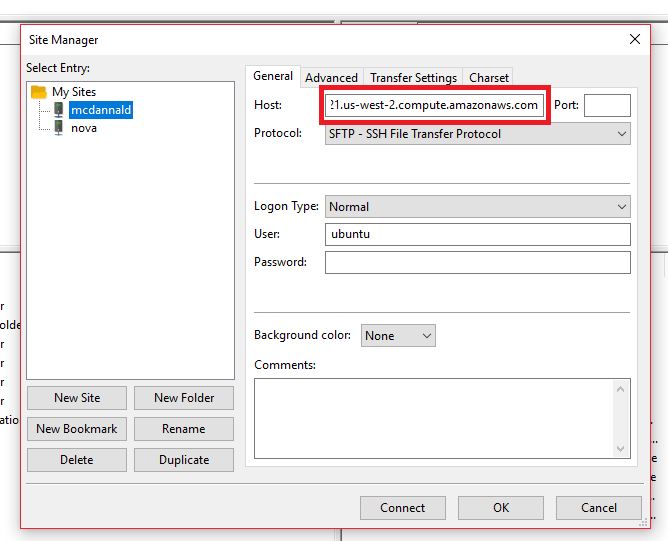 Site Manager
Select Entry:
My Sites
mcdannald
nova
New Site
New Folder
New Bookmark
Rename
Delete
Duplicate
General
Advanced
Transfer Settings
Charset
Host:
21.us-west-2.compute.amazonaws.com
Port:
Protocol:
SFTP - SSH File Transfer Protocol
Logon Type:
Normal
User:
ubuntu
Password:
Background color:
None
Comments:
Connect
OK
Cancel